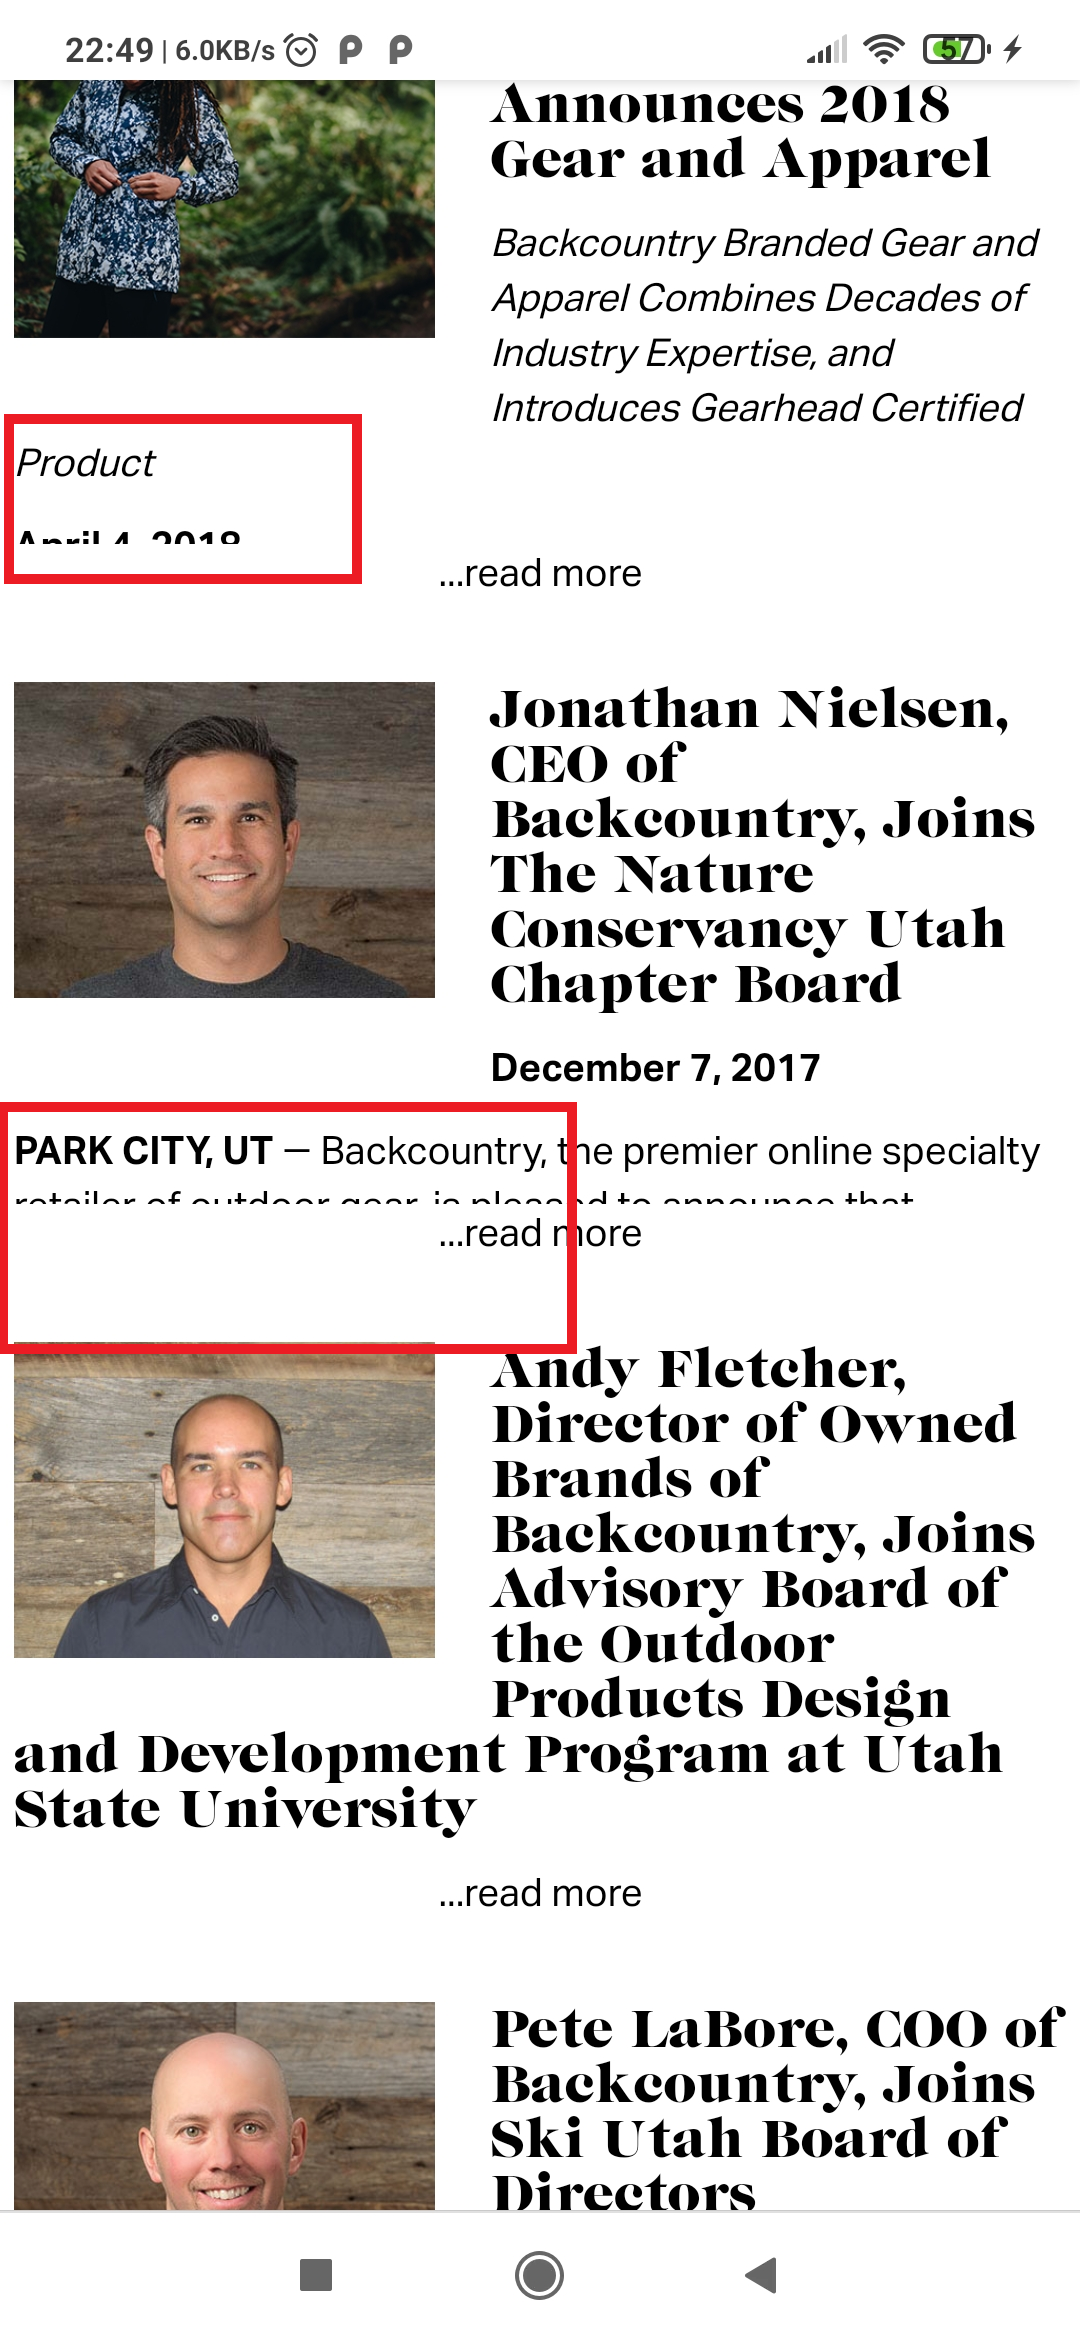 22:49 | 6.0KB/s
57
Announces 2018
Gear and Apparel
Backcountry Branded Gear and
Apparel Combines Decades of
Industry Expertise, and
Introduces Gearhead Certified
Product
April 4, 2018
...read more
Jonathan Nielsen,
CEO of
Backcountry, Joins
The Nature
Conservancy Utah
Chapter Board
December 7, 2017
PARK CITY, UT — Backcountry, the premier online specialty
retailer of outdoor gear, is pleased to announce that
...read more
Andy Fletcher,
Director of Owned
Brands of
Backcountry, Joins
Advisory Board of
the Outdoor
Products Design
and Development Program at Utah
State University
...read more
Pete LaBore, COO of
Backcountry, Joins
Ski Utah Board of
Directors